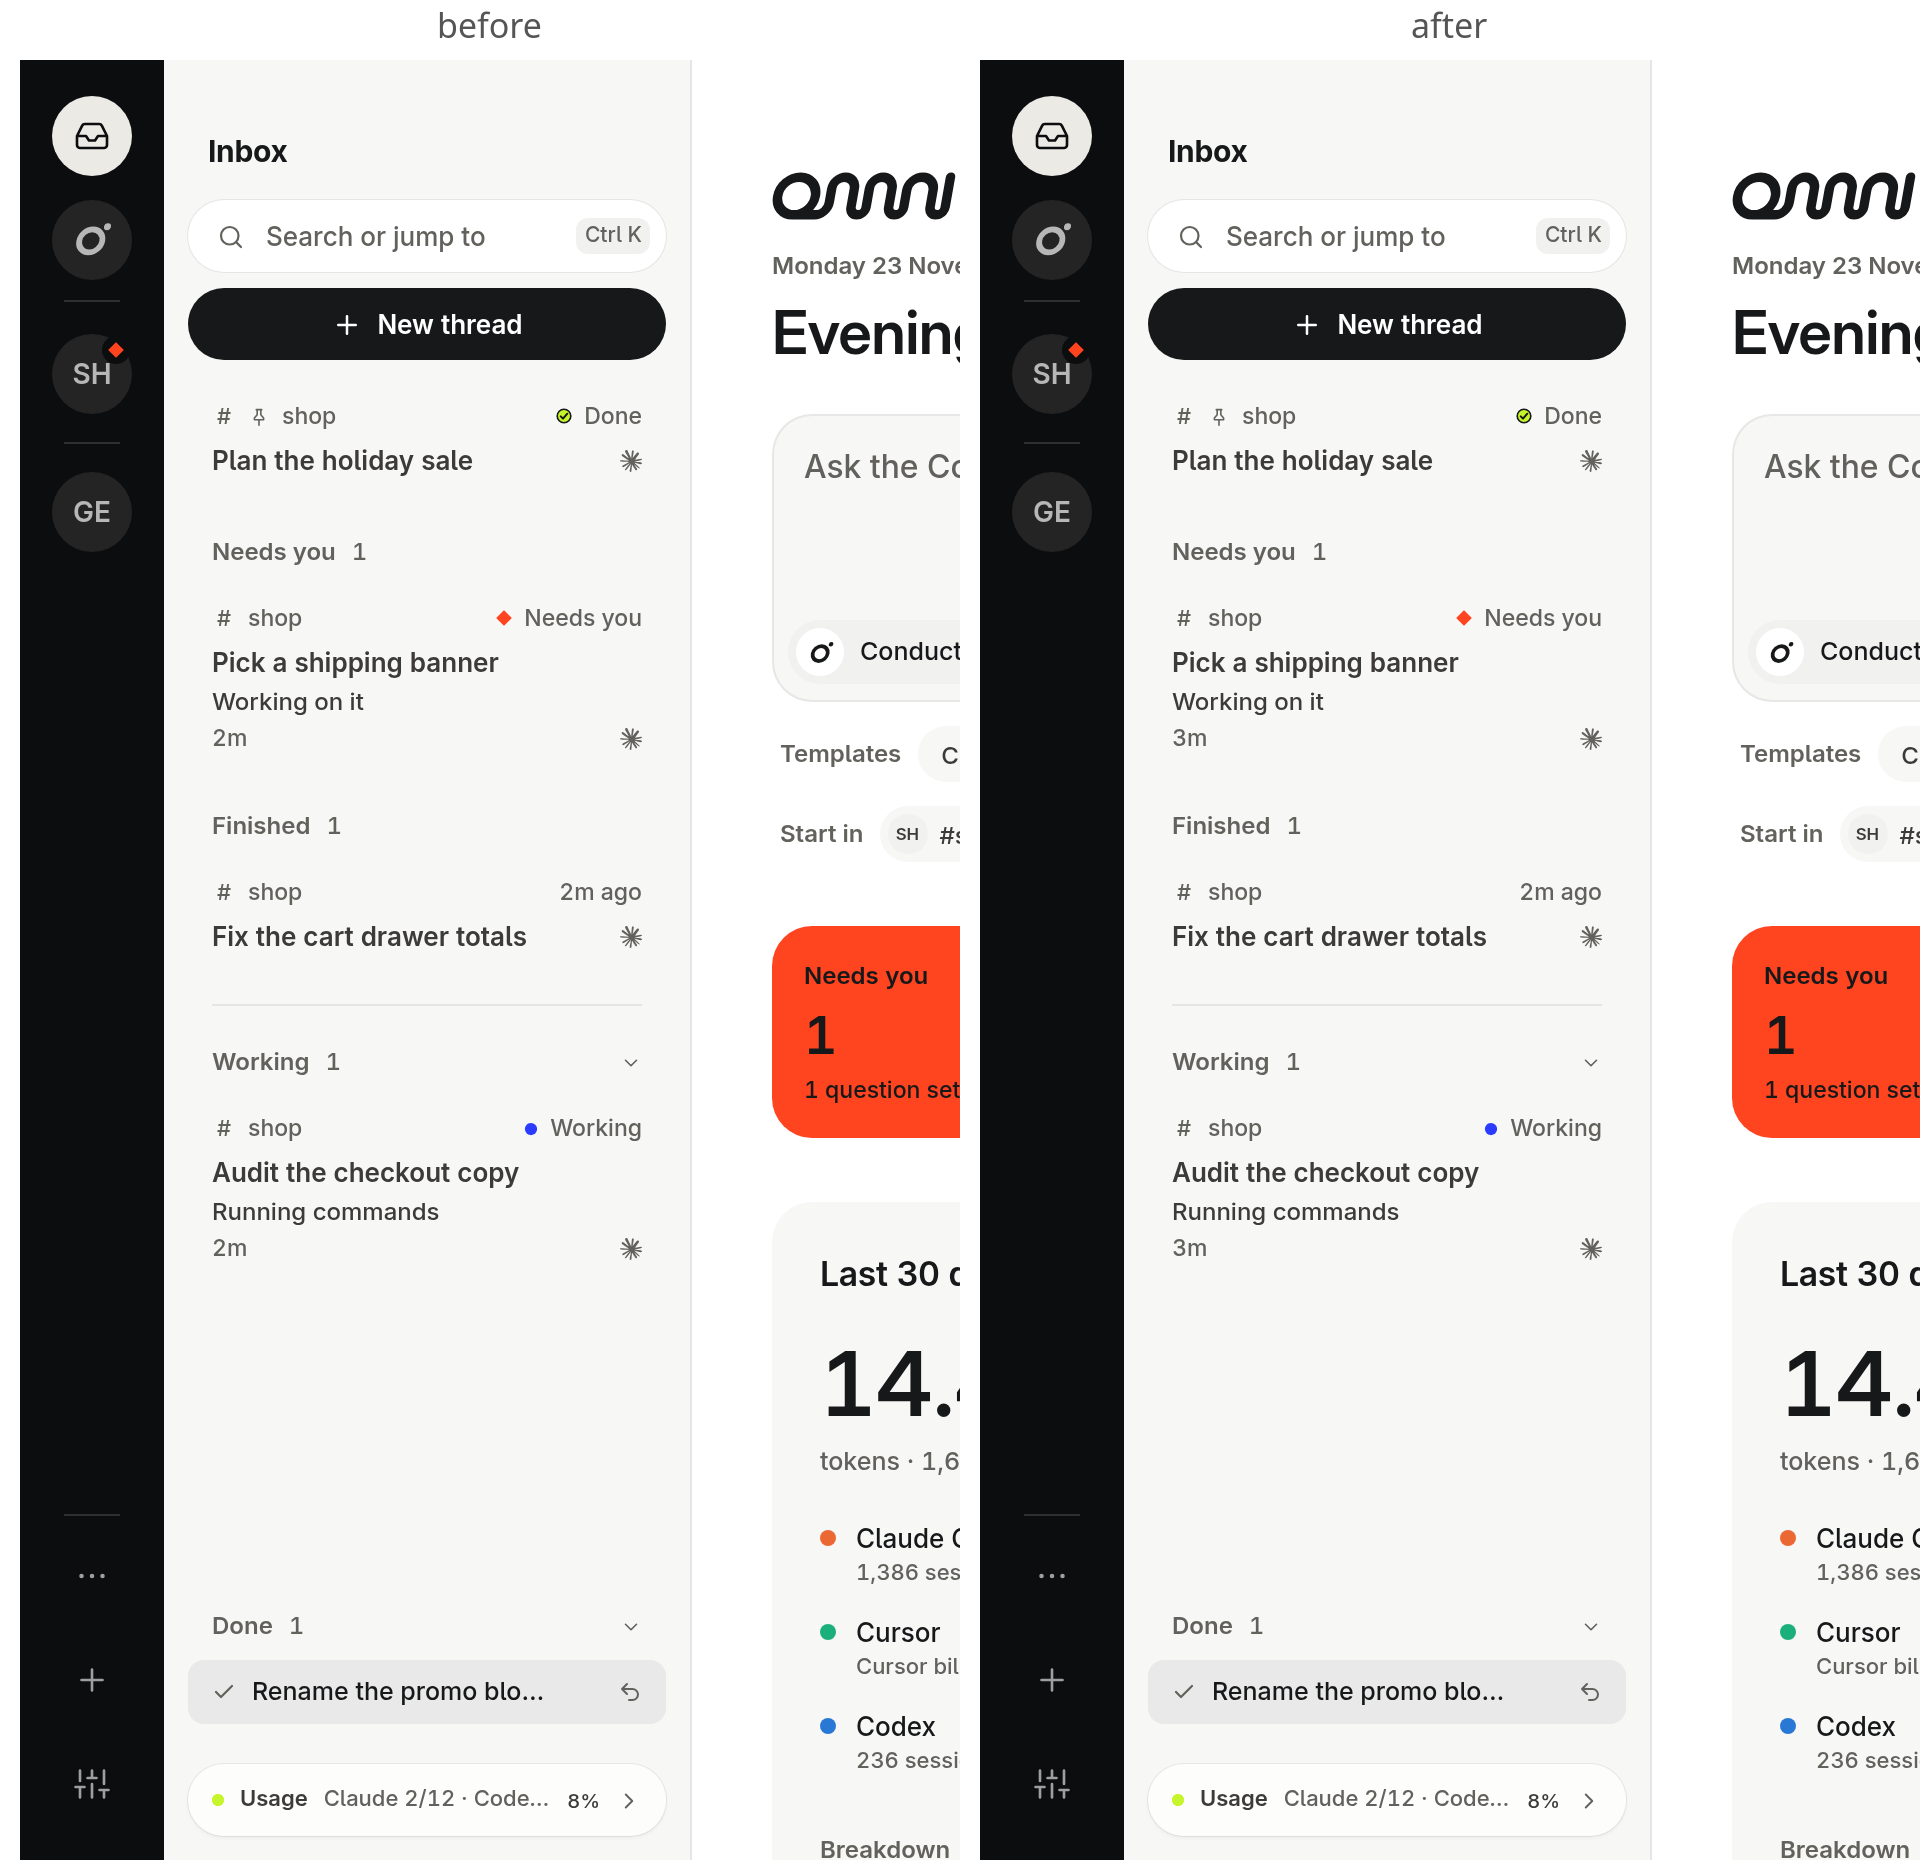 before
Inbox
Search or jump to Ctrl K
New thread
SH
GE
# shop Done
Plan the holiday sale
Needs you 1
# shop Needs you
Pick a shipping banner
Working on it
2m
Finished 1
# shop 2m ago
Fix the cart drawer totals
Working 1
# shop Working
Audit the checkout copy
Running commands
2m
Done 1
Rename the promo blo...
Usage Claude 2/12 · Code... 8%
omni
Monday 23 Nove
Evening
Ask the Co
Conduct
Templates C
Start in SH #s
Needs you
1
1 question set
Last 30 d
14.4
tokens · 1,6
Claude C
1,386 ses
Cursor
Cursor bil
Codex
236 sessi
Breakdown
after
Inbox
Search or jump to Ctrl K
New thread
SH
GE
# shop Done
Plan the holiday sale
Needs you 1
# shop Needs you
Pick a shipping banner
Working on it
3m
Finished 1
# shop 2m ago
Fix the cart drawer totals
Working 1
# shop Working
Audit the checkout copy
Running commands
3m
Done 1
Rename the promo blo...
Usage Claude 2/12 · Code... 8%
omni
Monday 23 Nove
Evening
Ask the Co
Conduct
Templates C
Start in SH #s
Needs you
1
1 question set
Last 30 d
14.4
tokens · 1,6
Claude C
1,386 ses
Cursor
Cursor bil
Codex
236 sessi
Breakdown